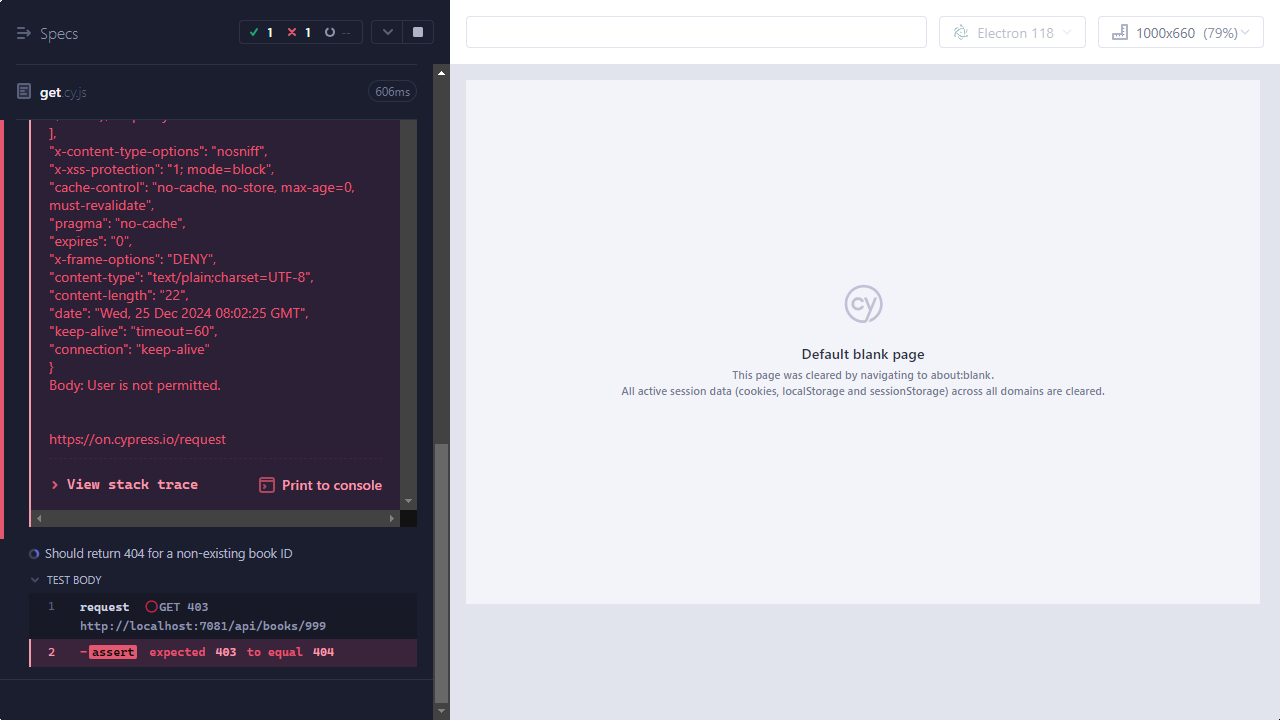 Specs
1
1
--
Electron 118
1000x660 (79%)
get.cy.js
606ms
],
"x-content-type-options": "nosniff",
"x-xss-protection": "1; mode=block",
"cache-control": "no-cache, no-store, max-age=0,
must-revalidate",
"pragma": "no-cache",
"expires": "0",
"x-frame-options": "DENY",
"content-type": "text/plain;charset=UTF-8",
"content-length": "22",
"date": "Wed, 25 Dec 2024 08:02:25 GMT",
"keep-alive": "timeout=60",
"connection": "keep-alive"
}
Body: User is not permitted.
https://on.cypress.io/request
View stack trace
Print to console
Should return 404 for a non-existing book ID
TEST BODY
1 request GET 403
http://localhost:7081/api/books/999
2 -assert expected 403 to equal 404
cy
Default blank page
This page was cleared by navigating to about:blank.
All active session data (cookies, localStorage and sessionStorage) across all domains are cleared.